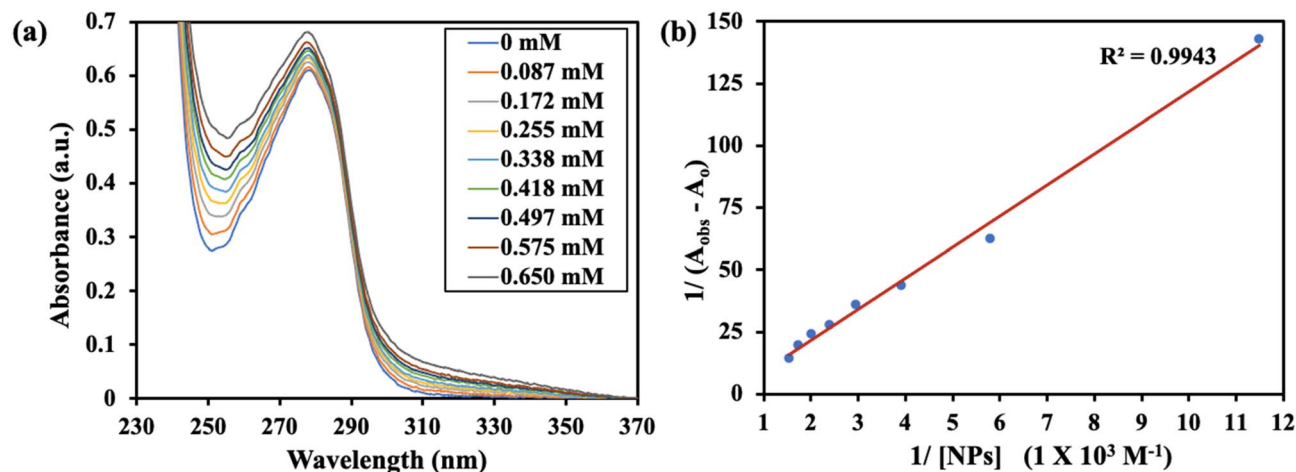 (a)
Absorbance (a.u.)
0.7
0.6
0.5
0.4
0.3
0.2
0.1
0
230 250 270 290 310 330 350 370
Wavelength (nm)
0 mM
0.087 mM
0.172 mM
0.255 mM
0.338 mM
0.418 mM
0.497 mM
0.575 mM
0.650 mM
(b)
1/ (A_obs - A_o)
150
125
100
75
50
25
0
R² = 0.9943
1 2 3 4 5 6 7 8 9 10 11 12
1/ [NPs] (1 X 10³ M⁻¹)